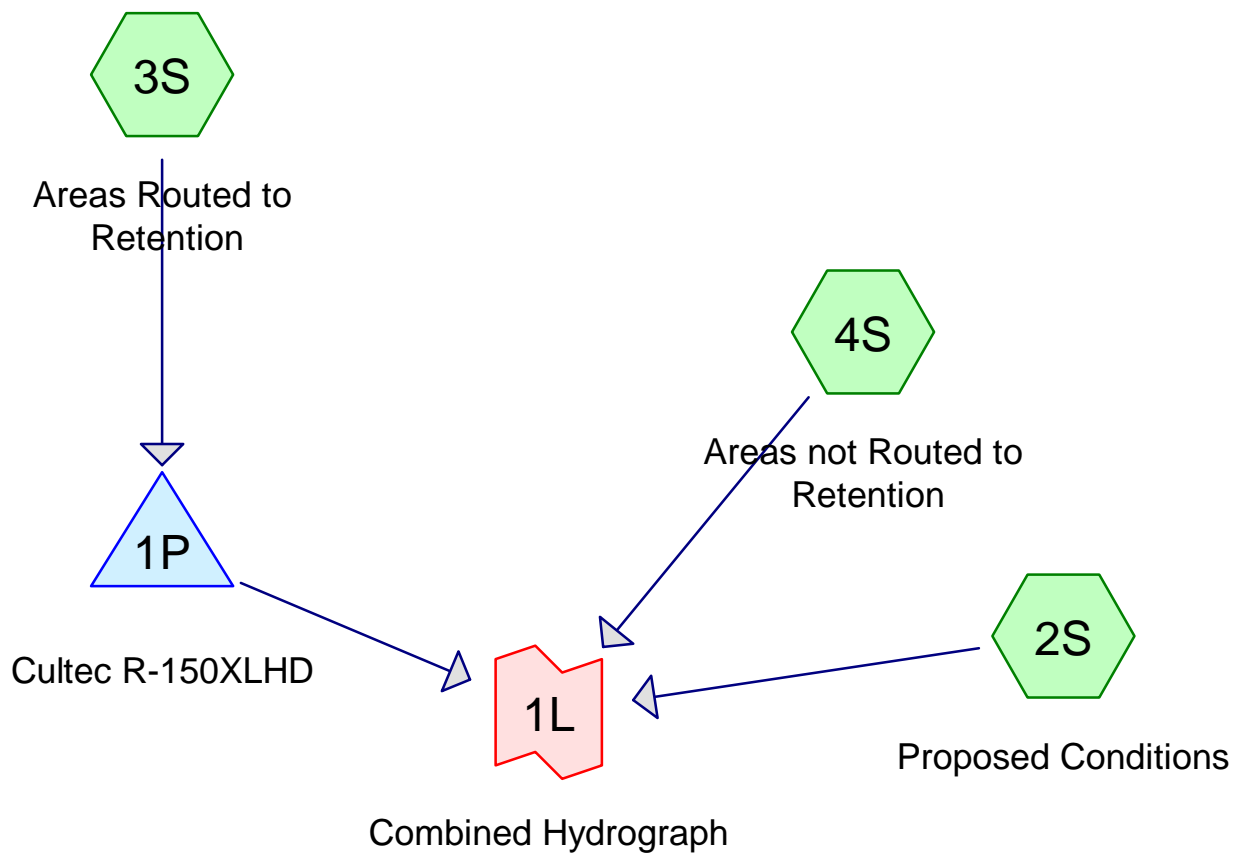 3S
Areas Routed to
Retention
4S
Areas not Routed to
Retention
1P
Cultec R-150XLHD
2S
Proposed Conditions
1L
Combined Hydrograph